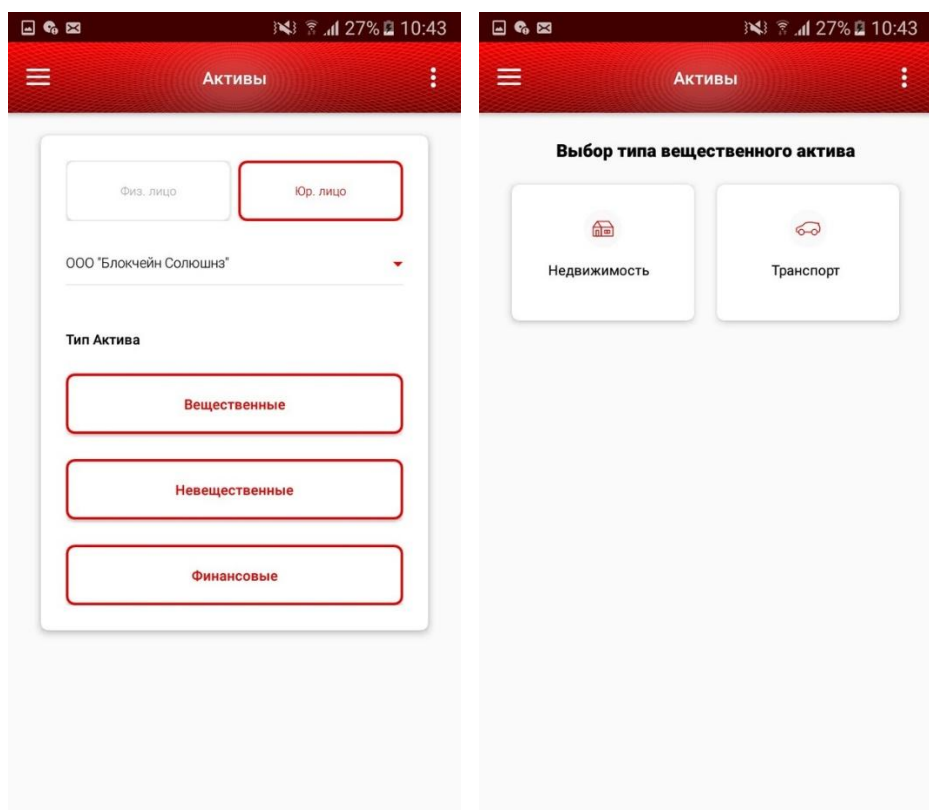 27% 10:43
Активы
Физ. лицо
Юр. лицо
ООО "Блокчейн Солюшнз"
Тип Актива
Вещественные
Невещественные
Финансовые
27% 10:43
Активы
Выбор типа вещественного актива
Недвижимость
Транспорт